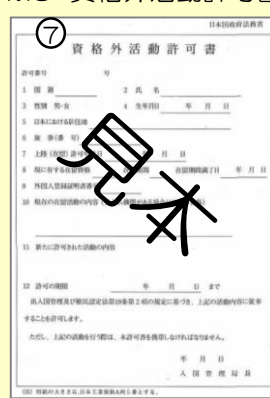 日本国政府法務省
⑦
資格外活動許可書
許可番号 号
1 国籍 2 氏名
3 性別 男・女 4 生年月日 年 月 日
5 日本における居住地
6 旅券(番号)
7 上陸(在留)許可 月 日
8 現に有する在留資格 期間 在留期間満了日 年 月 日
9 外国人登録証明書番号
10 現在の在留活動の内容
見本
11 新たに許可された活動の内容
12 許可の期限 年 月 日 まで
出入国管理及び難民認定法第19条第2項の規定に基づき、上記の活動内容に従事
することを許可します。
ただし、上記の活動を行う際は、本許可書を携帯しなければなりません。
年 月 日
入国管理局長
(注) 用紙の大きさは、日本工業規格A列5番とする。